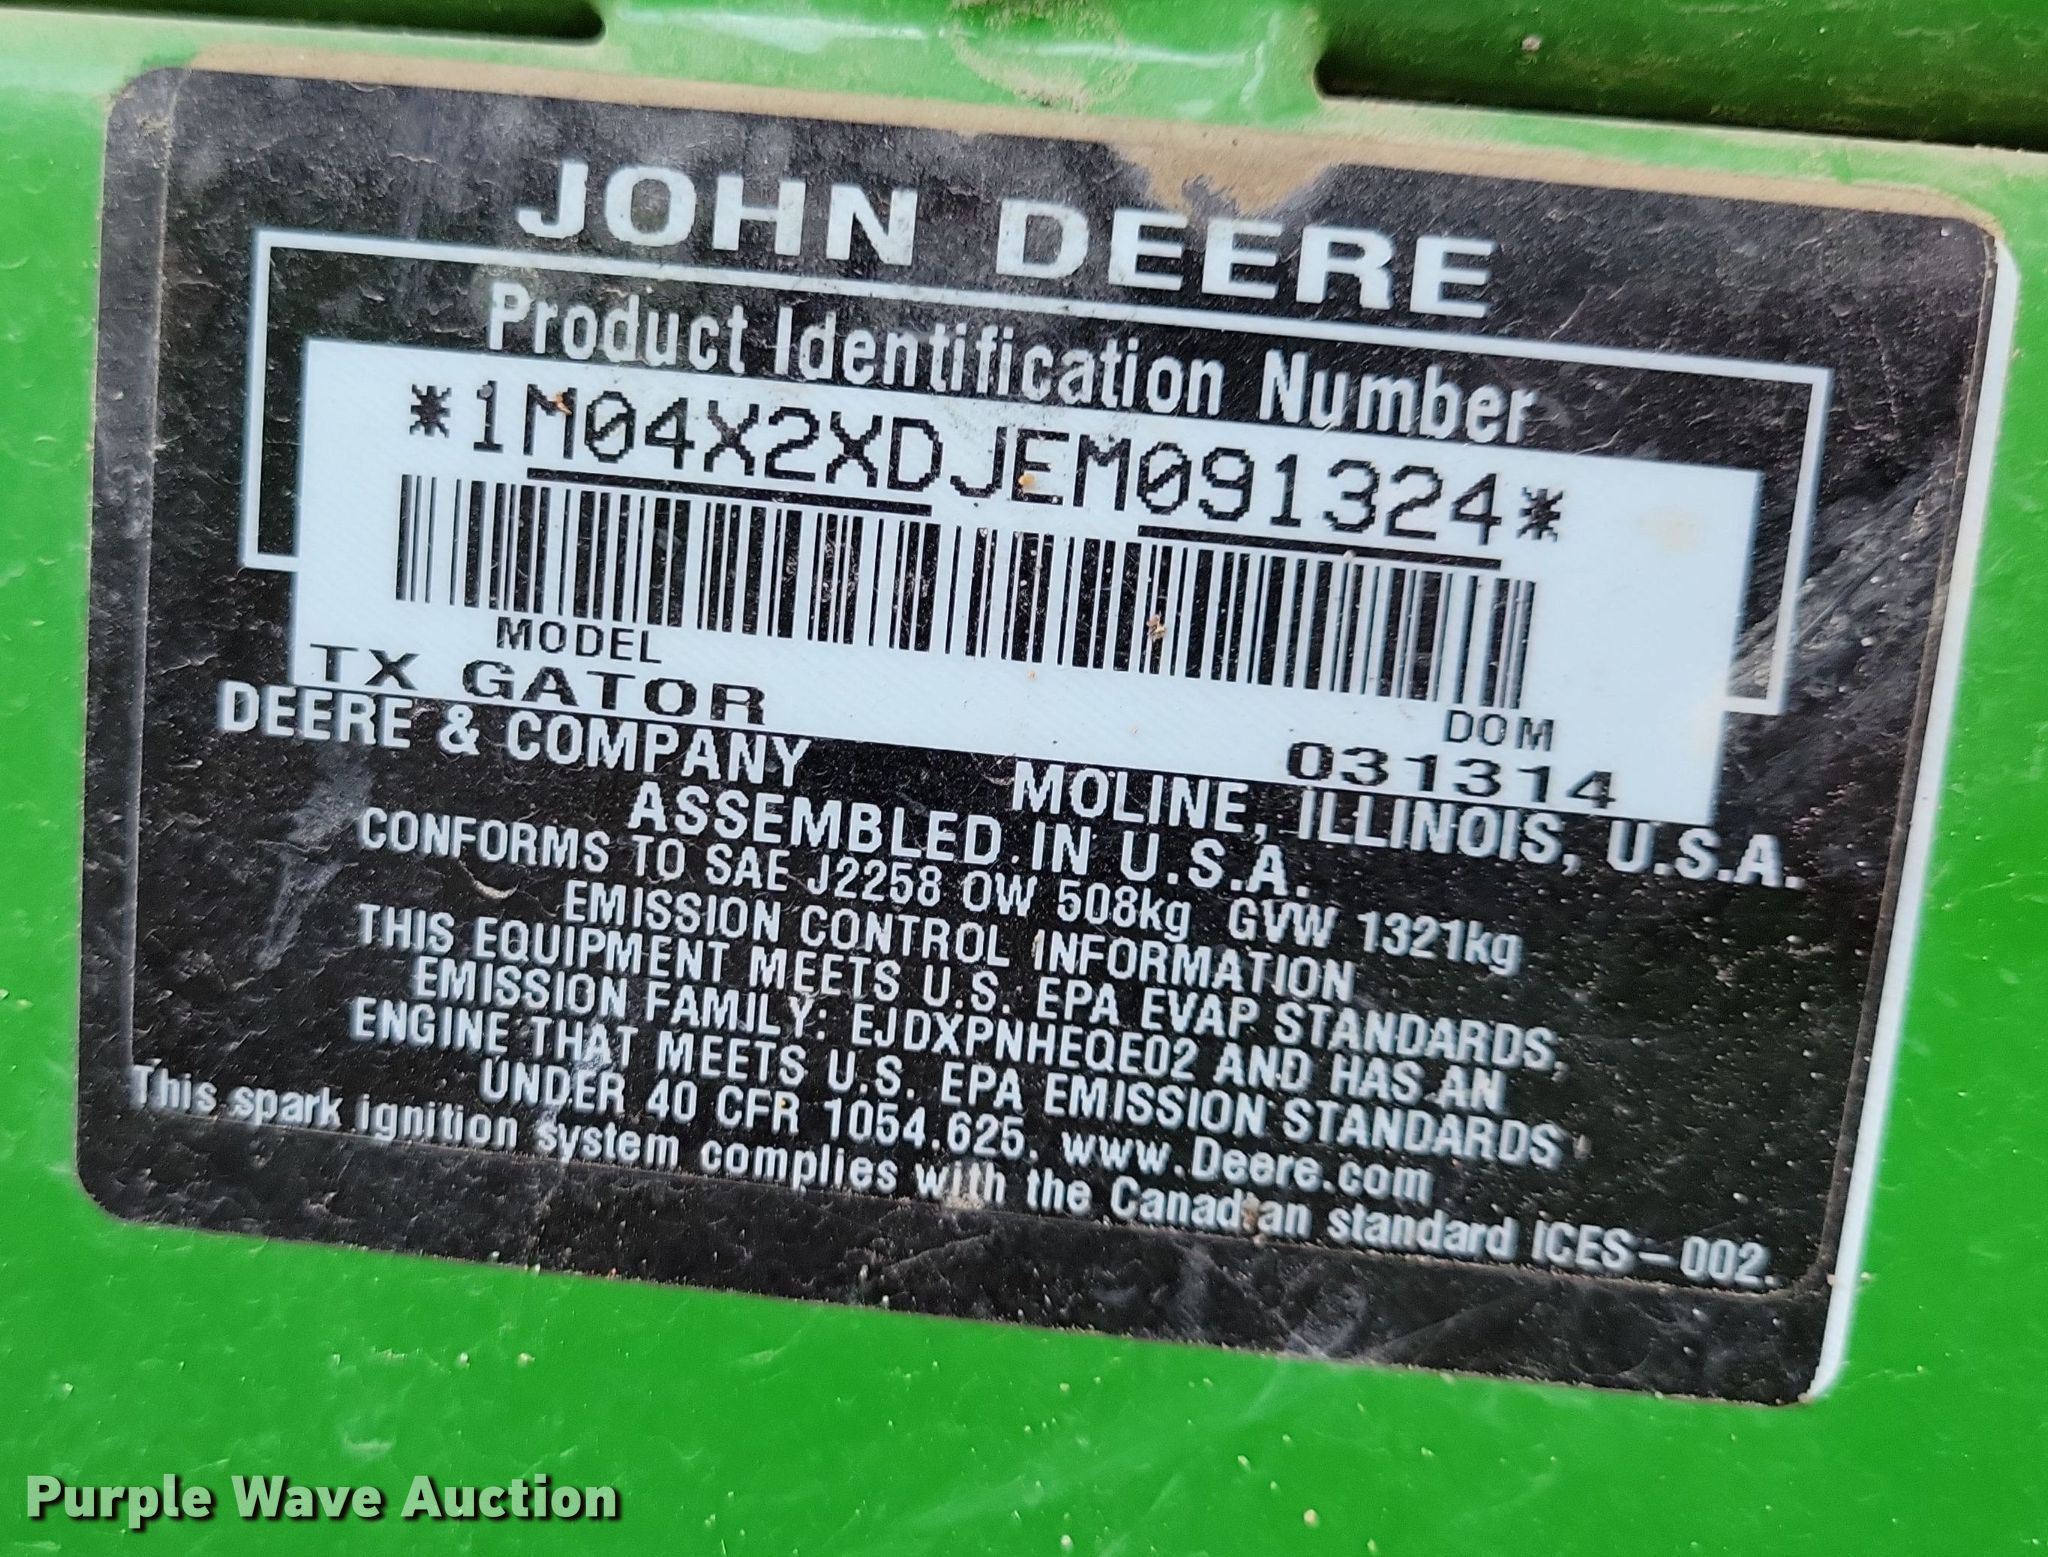 JOHN DEERE
Product Identification Number
*1M04X2XDJEM091324*
MODEL
TX GATOR
DOM
031314
DEERE & COMPANY MOLINE, ILLINOIS, U.S.A.
ASSEMBLED IN U.S.A.
CONFORMS TO SAE J2258 OW 508kg GVW 1321kg
EMISSION CONTROL INFORMATION
THIS EQUIPMENT MEETS U.S. EPA EVAP STANDARDS,
EMISSION FAMILY: EJDXPNHEQE02 AND HAS AN
ENGINE THAT MEETS U.S. EPA EMISSION STANDARDS
UNDER 40 CFR 1054.625. www.Deere.com
This spark ignition system complies with the Canadian standard ICES-002.
Purple Wave Auction